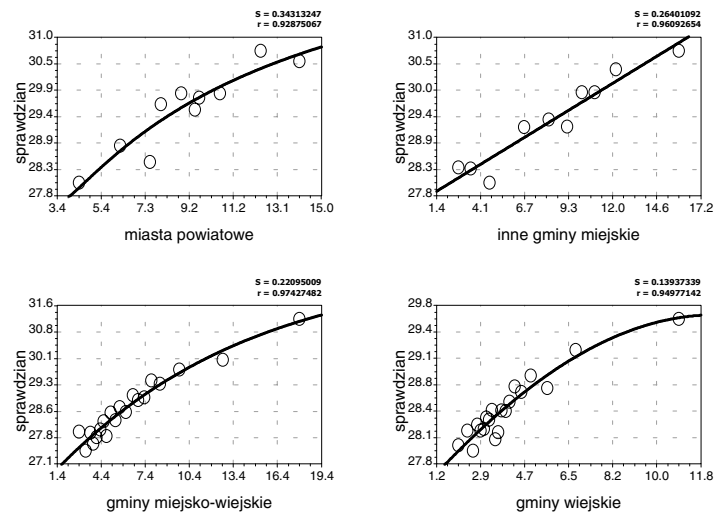 S = 0.34313247
r = 0.92875067
31.0
30.5
29.9
29.4
28.9
28.3
27.8
sprawdzian
3.4 5.4 7.3 9.2 11.2 13.1 15.0
miasta powiatowe
S = 0.26401092
r = 0.96092654
31.0
30.5
30.0
29.4
28.9
28.3
27.8
sprawdzian
1.4 4.1 6.7 9.3 12.0 14.6 17.2
inne gminy miejskie
S = 0.22095009
r = 0.97427482
31.6
30.8
30.1
29.3
28.6
27.8
27.1
sprawdzian
1.4 4.4 7.4 10.4 13.4 16.4 19.4
gminy miejsko-wiejskie
S = 0.13937339
r = 0.94977142
29.8
29.4
29.1
28.8
28.4
28.1
27.8
sprawdzian
1.2 2.9 4.7 6.5 8.2 10.0 11.8
gminy wiejskie